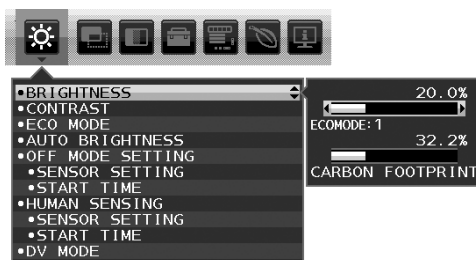 •BRIGHTNESS
•CONTRAST
•ECO MODE
•AUTO BRIGHTNESS
•OFF MODE SETTING
•SENSOR SETTING
•START TIME
•HUMAN SENSING
•SENSOR SETTING
•START TIME
•DV MODE
20.0%
ECOMODE:1
32.2%
CARBON FOOTPRINT